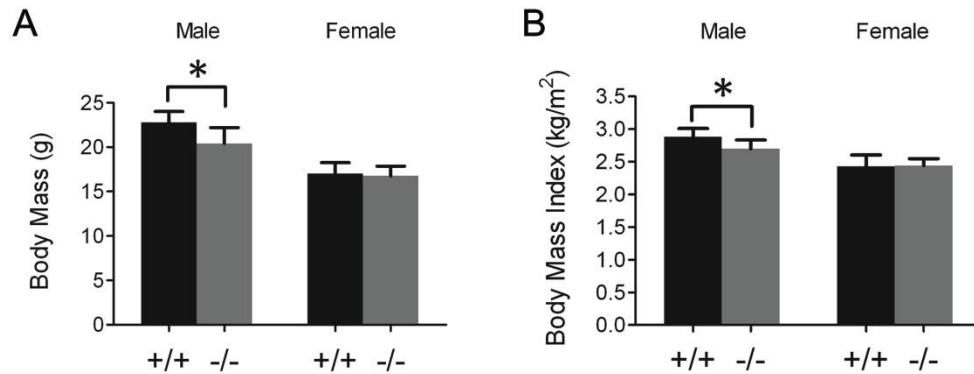 A
Male
Female
*
Body Mass (g)
25
20
15
10
5
0
+/+ -/- +/+ -/-
B
Male
Female
*
Body Mass Index (kg/m²)
3.5
3.0
2.5
2.0
1.5
1.0
0.5
0.0
+/+ -/- +/+ -/-